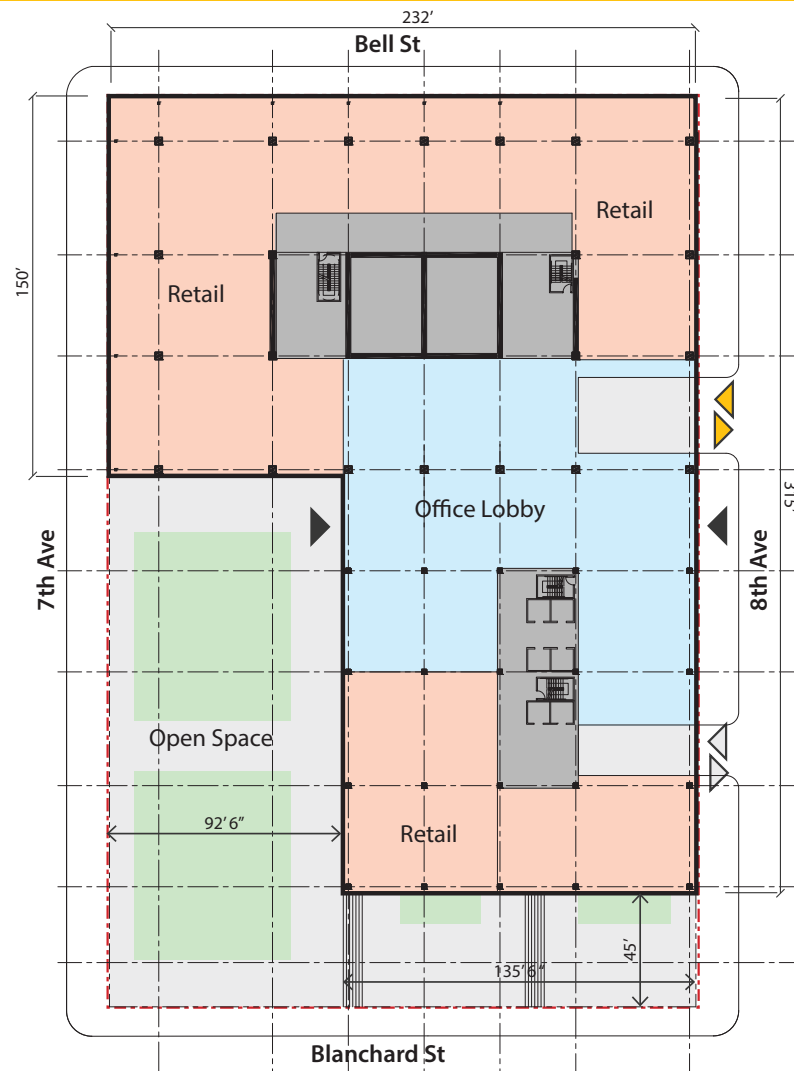 232’
Bell St
Retail
150’
Retail
315’
Office Lobby
7th Ave
8th Ave
Open Space
92’ 6”
Retail
45’
135’ 6”
Blanchard St